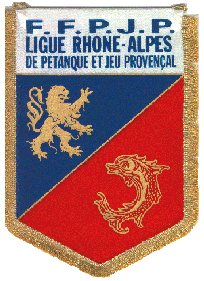 F.F.P.J.P.
LIGUE RHONE-ALPES
DE PETANQUE ET JEU PROVENÇAL